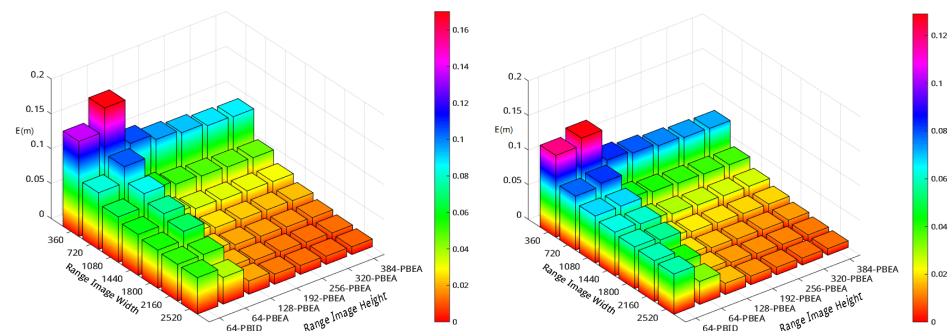 0.2
0.15
E(m)
0.1
0.05
0
360
720
1080
1440
1800
2160
2520
Range Image Width
64-PBID
64-PBEA
128-PBEA
192-PBEA
256-PBEA
320-PBEA
384-PBEA
Range Image Height
0.16
0.14
0.12
0.1
0.08
0.06
0.04
0.02
0
0.2
0.15
E(m)
0.1
0.05
0
360
720
1080
1440
1800
2160
2520
Range Image Width
64-PBID
64-PBEA
128-PBEA
192-PBEA
256-PBEA
320-PBEA
384-PBEA
Range Image Height
0.12
0.1
0.08
0.06
0.04
0.02
0